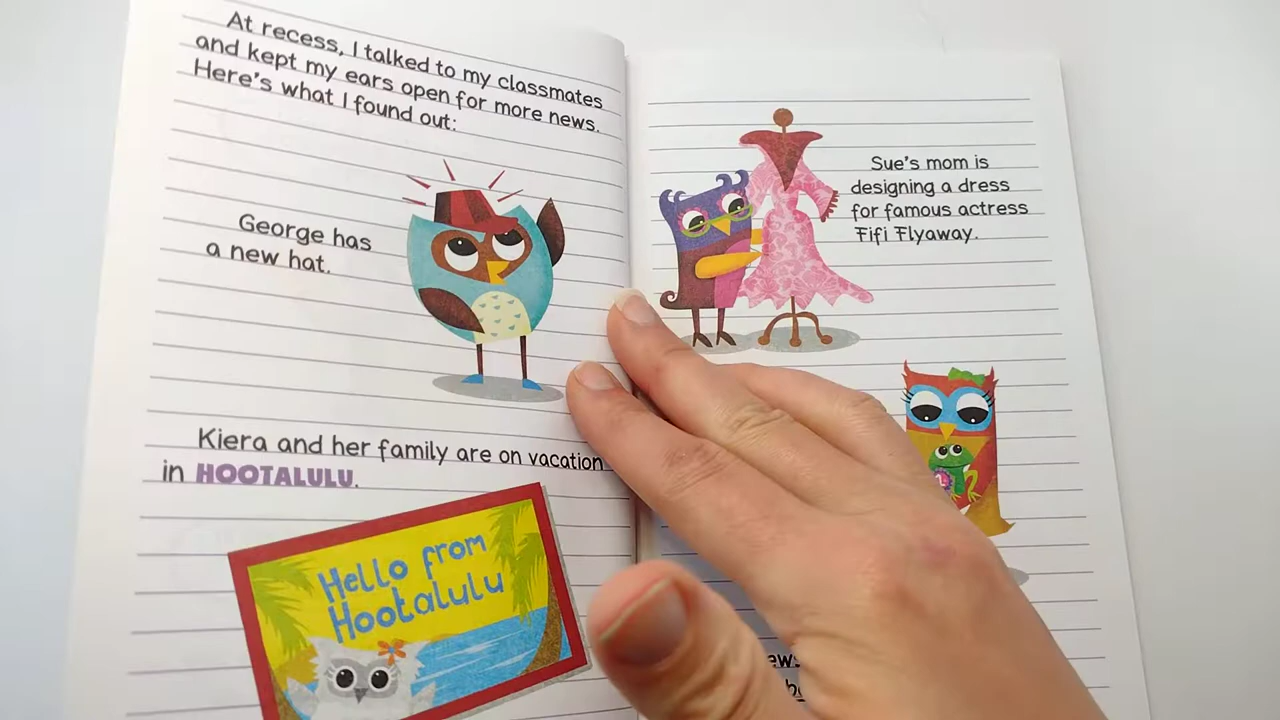 At recess, I talked to my classmates
and kept my ears open for more news.
Here's what I found out:
George has
a new hat.
Kiera and her family are on vacation
in HOOTALULU.
Hello from
Hootalulu
Sue's mom is
designing a dress
for famous actress
Fifi Flyaway.